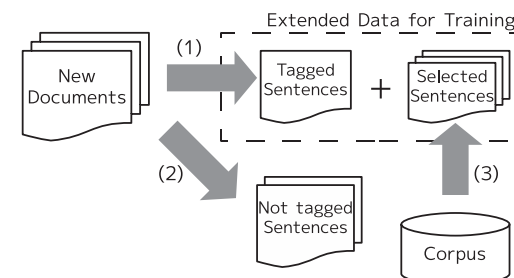 Extended Data for Training
(1)
New
Documents
Tagged
Sentences
+
Selected
Sentences
(2)
(3)
Not tagged
Sentences
Corpus